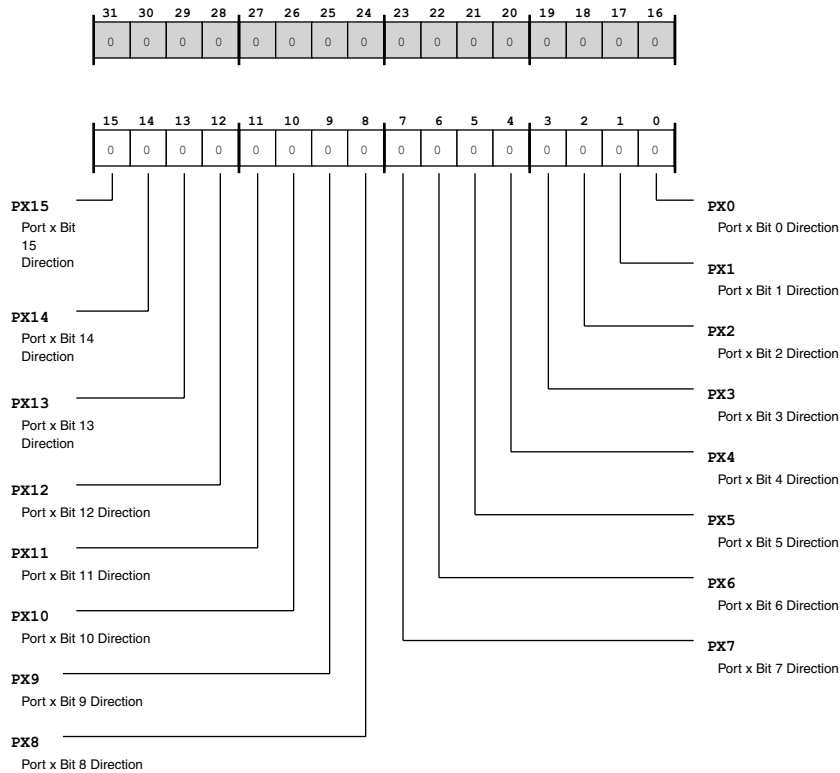 31 30 29 28 27 26 25 24 23 22 21 20 19 18 17 16
0 0 0 0 0 0 0 0 0 0 0 0 0 0 0 0
15 14 13 12 11 10 9 8 7 6 5 4 3 2 1 0
0 0 0 0 0 0 0 0 0 0 0 0 0 0 0 0
PX15
Port x Bit
15
Direction
PX14
Port x Bit 14
Direction
PX13
Port x Bit 13
Direction
PX12
Port x Bit 12 Direction
PX11
Port x Bit 11 Direction
PX10
Port x Bit 10 Direction
PX9
Port x Bit 9 Direction
PX8
Port x Bit 8 Direction
PX0
Port x Bit 0 Direction
PX1
Port x Bit 1 Direction
PX2
Port x Bit 2 Direction
PX3
Port x Bit 3 Direction
PX4
Port x Bit 4 Direction
PX5
Port x Bit 5 Direction
PX6
Port x Bit 6 Direction
PX7
Port x Bit 7 Direction